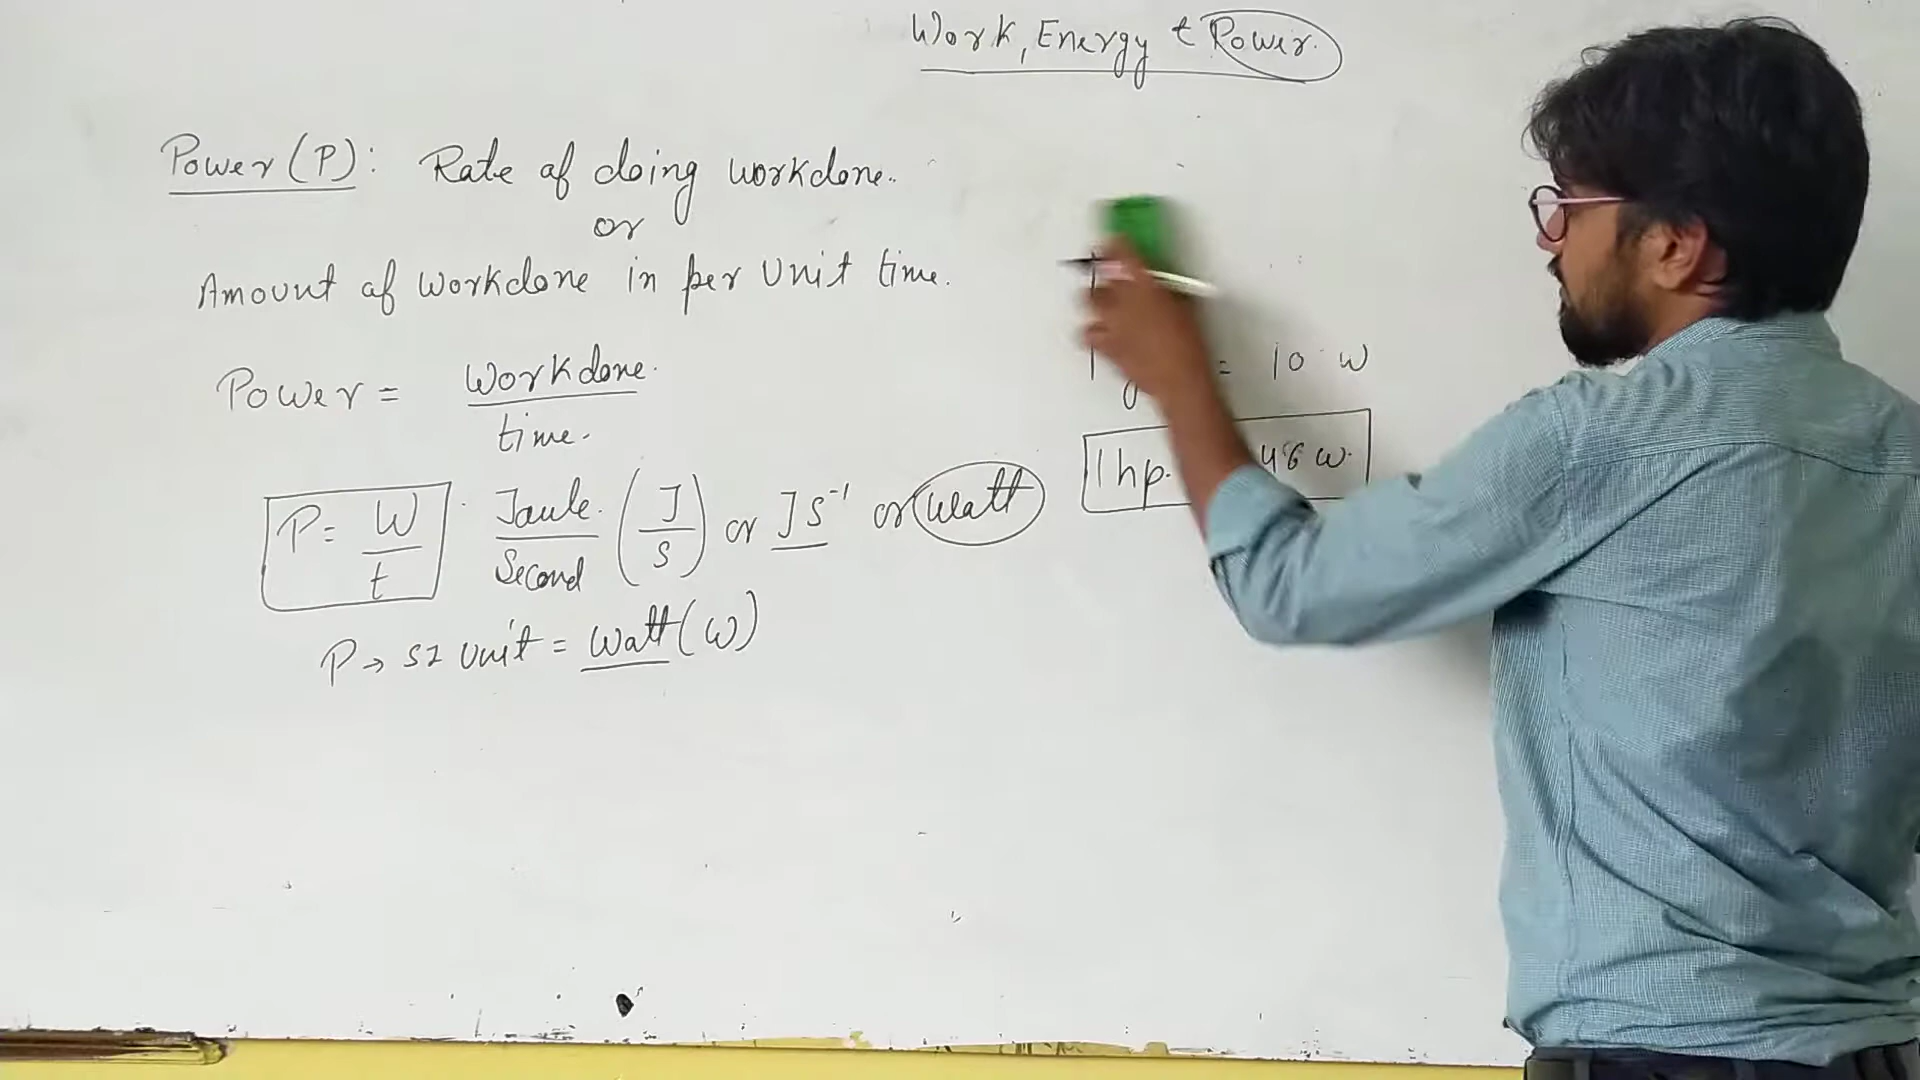 Work, Energy & Power.
Power (P): Rate of doing workdone.
or
Amount of workdone in per Unit time.
Power = Workdone.
time.
P = W/t Joule. Second (J/s) or J S⁻¹ or Watt
P → SI Unit = Watt (W)
= 10 W
1 hp. 46 W.